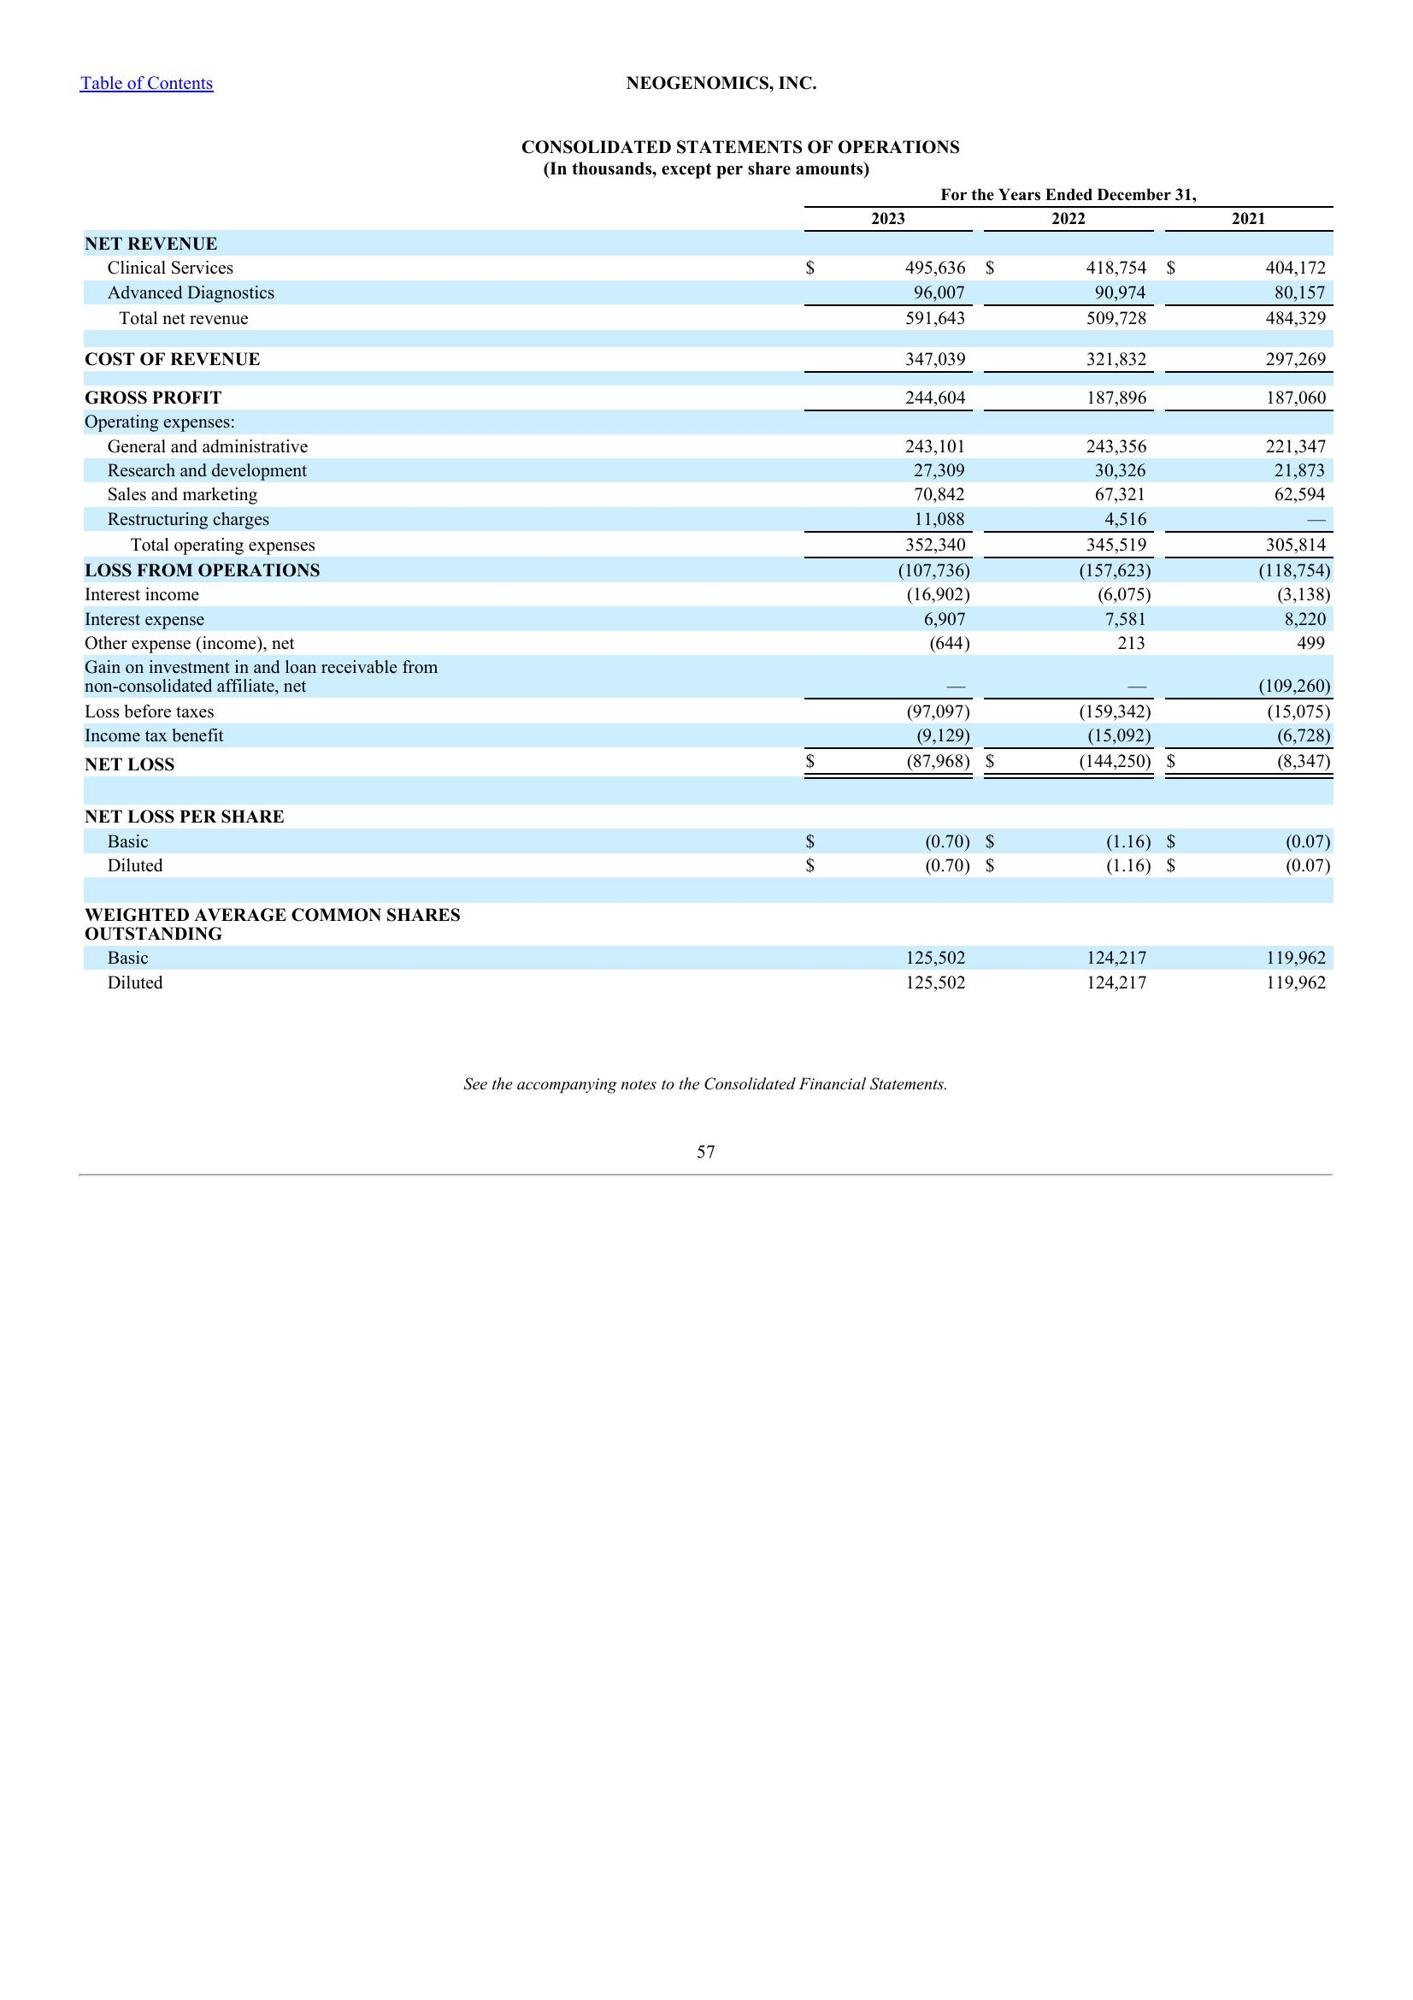 Table of Contents NEOGENOMICS, INC.
CONSOLIDATED STATEMENTS OF OPERATIONS
(In thousands, except per share amounts)
For the Years Ended December 31,
2023 2022 2021
NET REVENUE
Clinical Services $ 495,636 $ 418,754 $ 404,172
Advanced Diagnostics 96,007 90,974 80,157
Total net revenue 591,643 509,728 484,329
COST OF REVENUE 347,039 321,832 297,269
GROSS PROFIT 244,604 187,896 187,060
Operating expenses:
General and administrative 243,101 243,356 221,347
Research and development 27,309 30,326 21,873
Sales and marketing 70,842 67,321 62,594
Restructuring charges 11,088 4,516 —
Total operating expenses 352,340 345,519 305,814
LOSS FROM OPERATIONS (107,736) (157,623) (118,754)
Interest income (16,902) (6,075) (3,138)
Interest expense 6,907 7,581 8,220
Other expense (income), net (644) 213 499
Gain on investment in and loan receivable from
non-consolidated affiliate, net — — (109,260)
Loss before taxes (97,097) (159,342) (15,075)
Income tax benefit (9,129) (15,092) (6,728)
NET LOSS $ (87,968) $ (144,250) $ (8,347)
NET LOSS PER SHARE
Basic $ (0.70) $ (1.16) $ (0.07)
Diluted $ (0.70) $ (1.16) $ (0.07)
WEIGHTED AVERAGE COMMON SHARES
OUTSTANDING
Basic 125,502 124,217 119,962
Diluted 125,502 124,217 119,962
See the accompanying notes to the Consolidated Financial Statements.
57